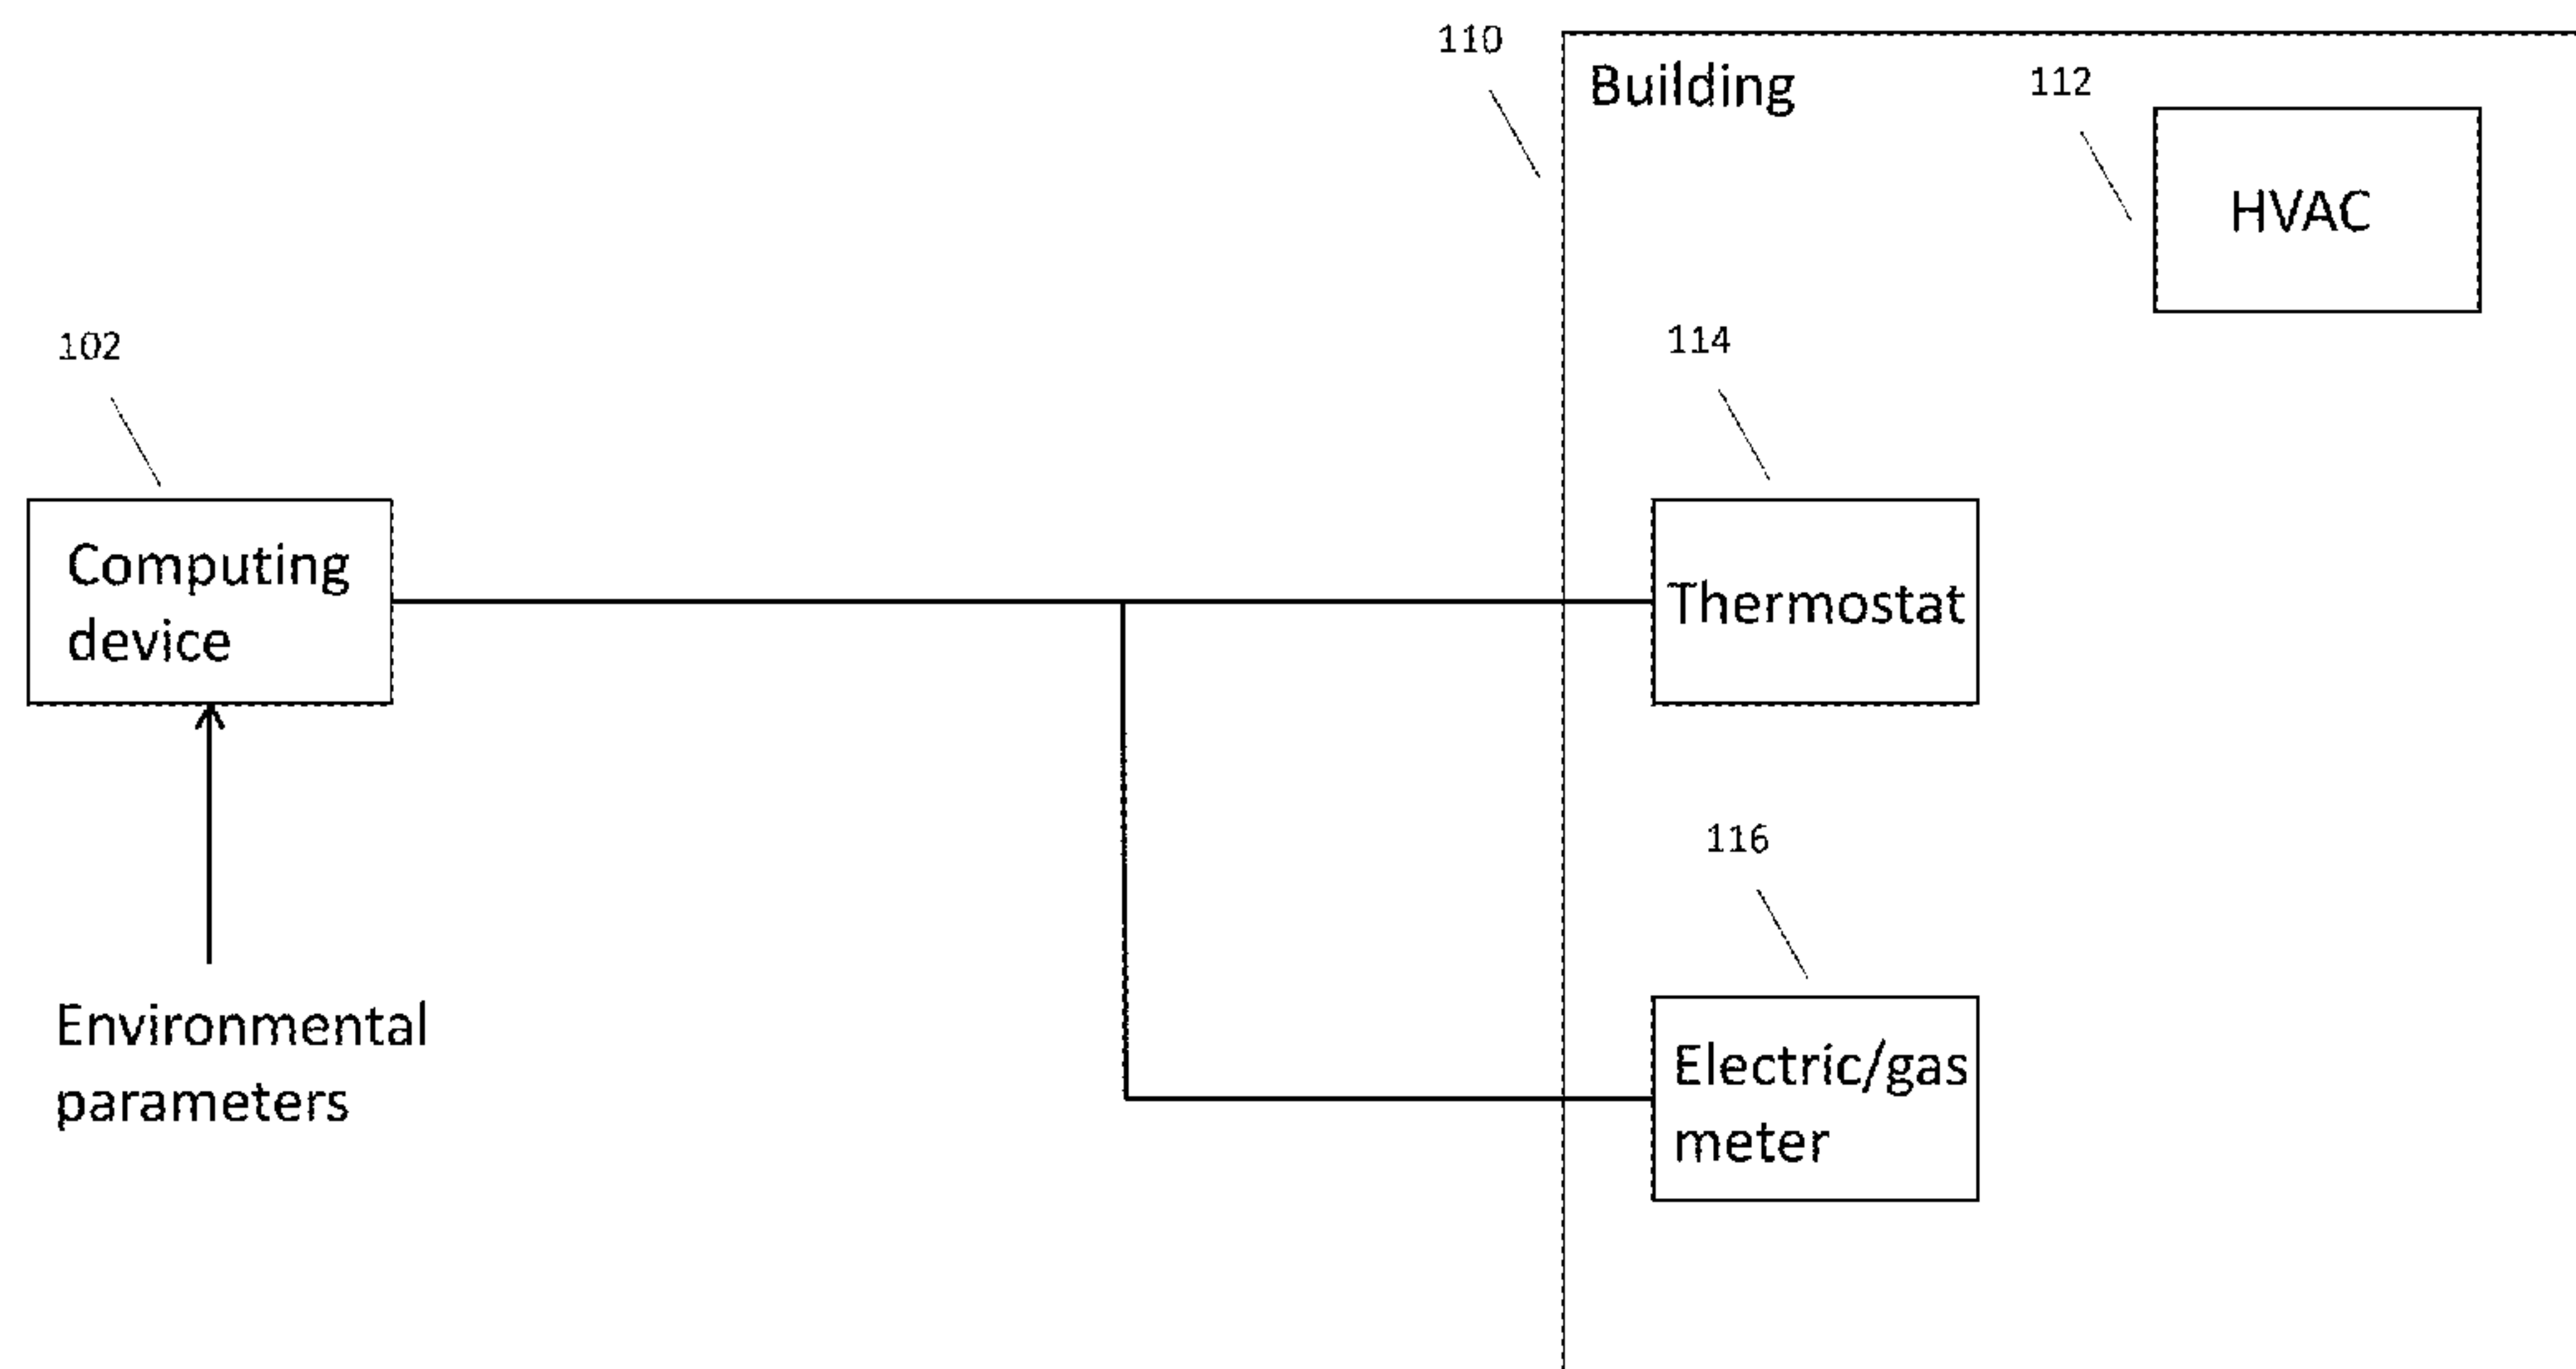 110
Building
112
HVAC
102
114
Computing
device
Thermostat
116
Environmental
parameters
Electric/gas
meter